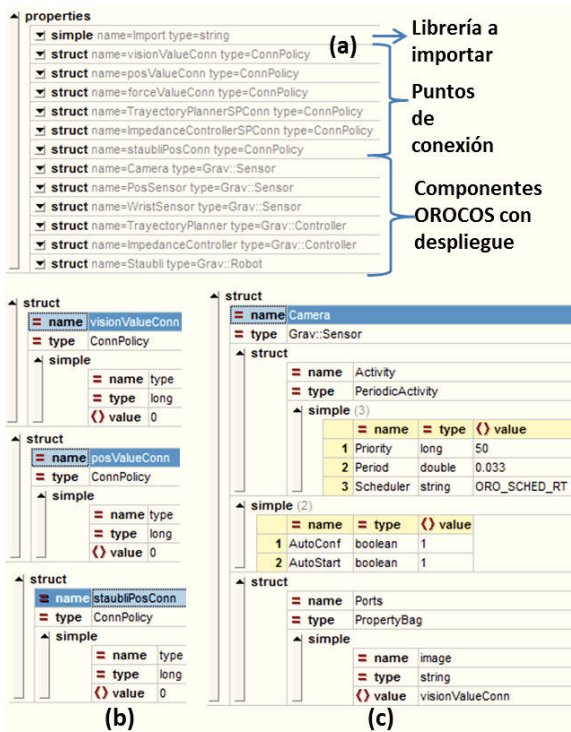 properties
simple name=Import type=string
(a)
Librería a
importar
struct name=visionValueConn type=ConnPolicy
struct name=posValueConn type=ConnPolicy
struct name=forceValueConn type=ConnPolicy
struct name=TrayectoryPlannerSPConn type=ConnPolicy
struct name=ImpedanceControllerSPConn type=ConnPolicy
struct name=staubliPosConn type=ConnPolicy
Puntos
de
conexión
struct name=Camera type=Grav::Sensor
struct name=PosSensor type=Grav::Sensor
struct name=WristSensor type=Grav::Sensor
struct name=TrayectoryPlanner type=Grav::Controller
struct name=ImpedanceController type=Grav::Controller
struct name=Staubli type=Grav::Robot
Componentes
OROCOS con
despliegue
struct
= name visionValueConn
= type ConnPolicy
simple
= name type
= type long
() value 0
struct
= name posValueConn
= type ConnPolicy
simple
= name type
= type long
() value 0
struct
= name staubliPosConn
= type ConnPolicy
simple
= name type
= type long
() value 0
(b)
struct
= name Camera
= type Grav::Sensor
struct
= name Activity
= type PeriodicActivity
simple (3)
= name = type () value
1 Priority long 50
2 Period double 0.033
3 Scheduler string ORO_SCHED_RT
simple (2)
= name = type () value
1 AutoConf boolean 1
2 AutoStart boolean 1
struct
= name Ports
= type PropertyBag
simple
= name image
= type string
() value visionValueConn
(c)